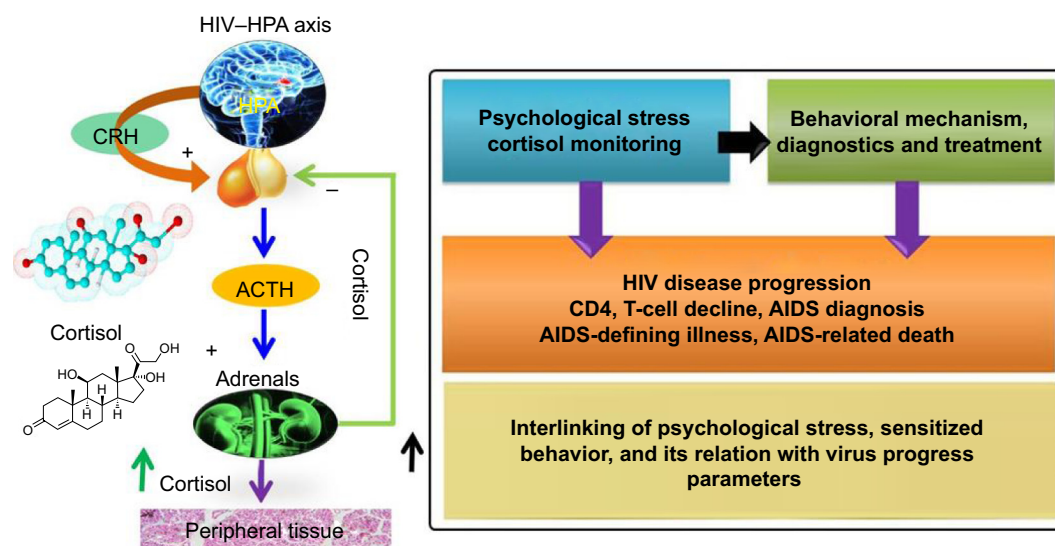 HIV–HPA axis
HPA
CRH
+
–
ACTH
Cortisol
Cortisol
O
OH
HO
OH
H
H
H
O
+
Adrenals
Cortisol
Peripheral tissue
Psychological stress
cortisol monitoring
Behavioral mechanism,
diagnostics and treatment
HIV disease progression
CD4, T-cell decline, AIDS diagnosis
AIDS-defining illness, AIDS-related death
Interlinking of psychological stress, sensitized
behavior, and its relation with virus progress
parameters